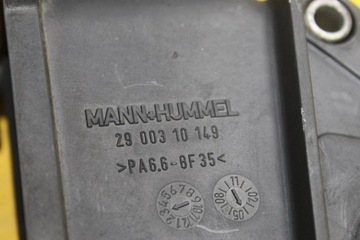 MANN+HUMMEL
29 003 10 149
>PA6.6-GF35<